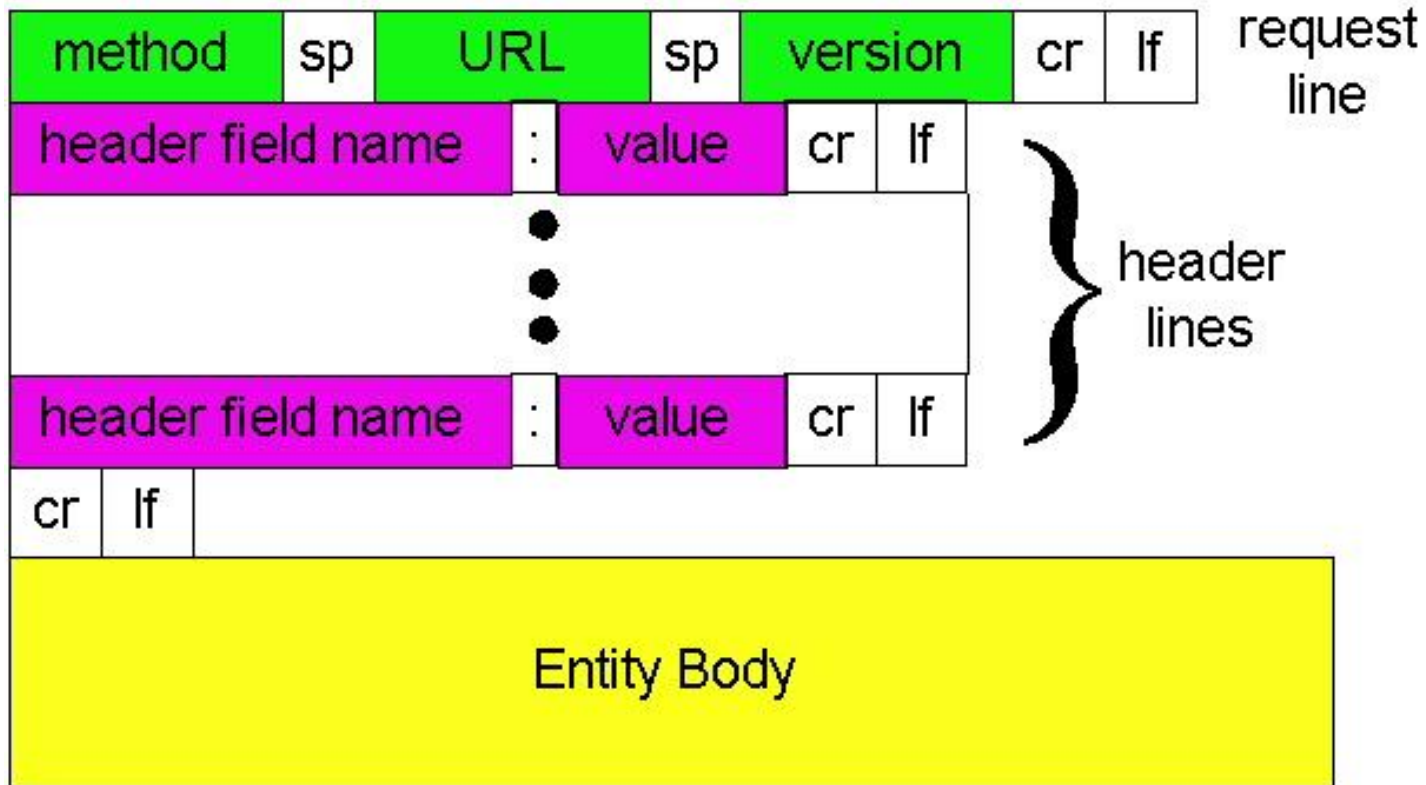 method sp URL sp version cr lf request line
header field name : value cr lf
header lines
header field name : value cr lf
cr lf
Entity Body